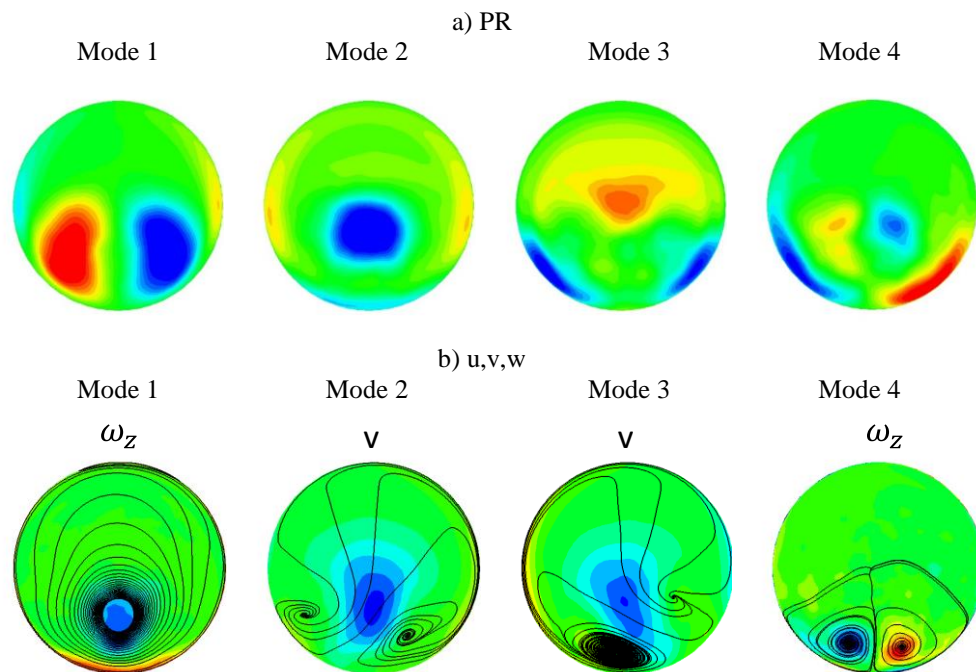 a) PR
Mode 1 Mode 2 Mode 3 Mode 4
b) u,v,w
Mode 1 Mode 2 Mode 3 Mode 4
ω_z v v ω_z